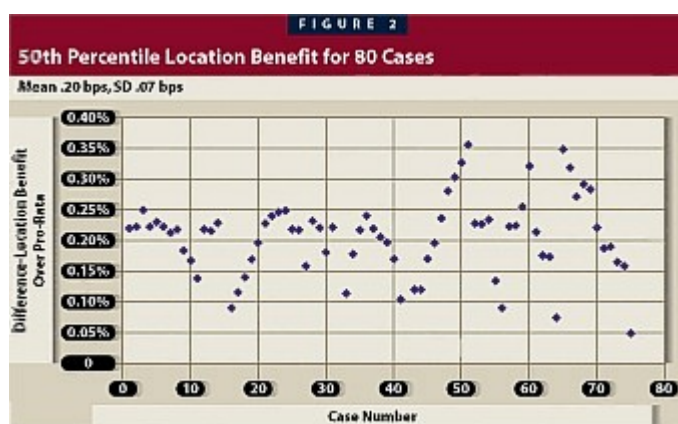 FIGURE 2
50th Percentile Location Benefit for 80 Cases
Mean .20 bps, SD .07 bps
Difference-Location Benefit
Over Pro-Rata
0.40%
0.35%
0.30%
0.25%
0.20%
0.15%
0.10%
0.05%
0
0 10 20 30 40 50 60 70 80
Case Number